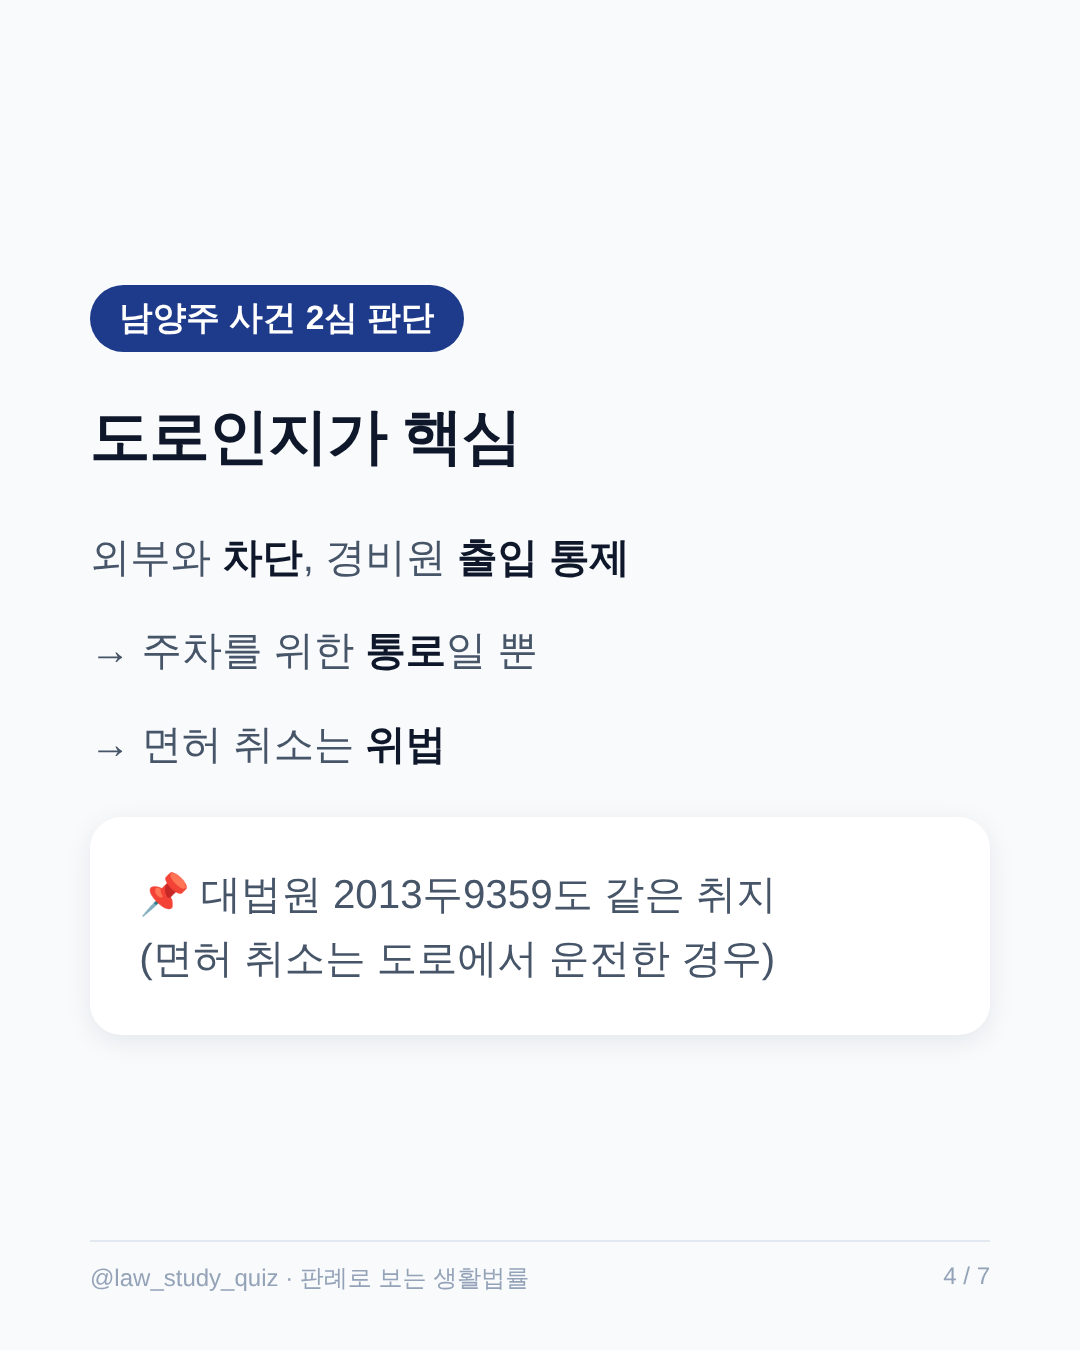 남양주 사건 2심 판단
도로인지가 핵심
외부와 차단, 경비원 출입 통제
→ 주차를 위한 통로일 뿐
→ 면허 취소는 위법
📌 대법원 2013두9359도 같은 취지
(면허 취소는 도로에서 운전한 경우)
@law_study_quiz · 판례로 보는 생활법률
4 / 7